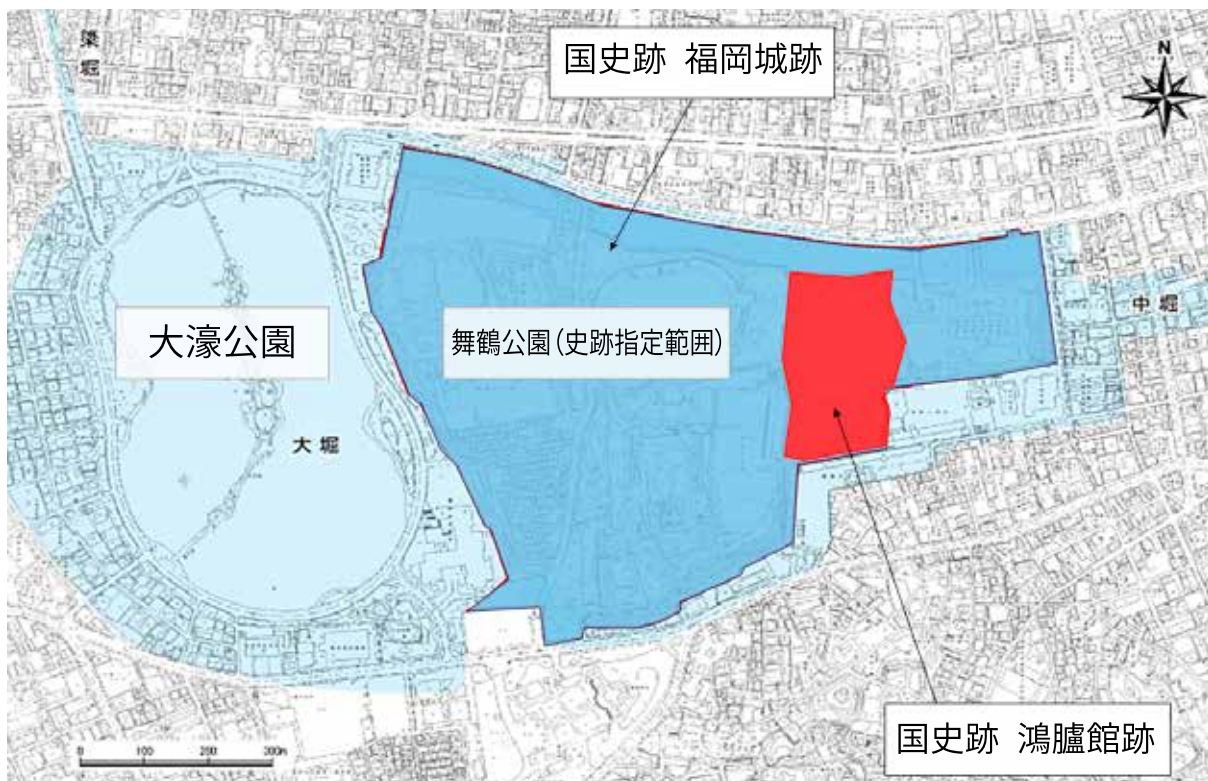 築堀
国史跡 福岡城跡
N
大濠公園
舞鶴公園(史跡指定範囲)
中堀
大堀
国史跡 鴻臚館跡
0 100 200 300m